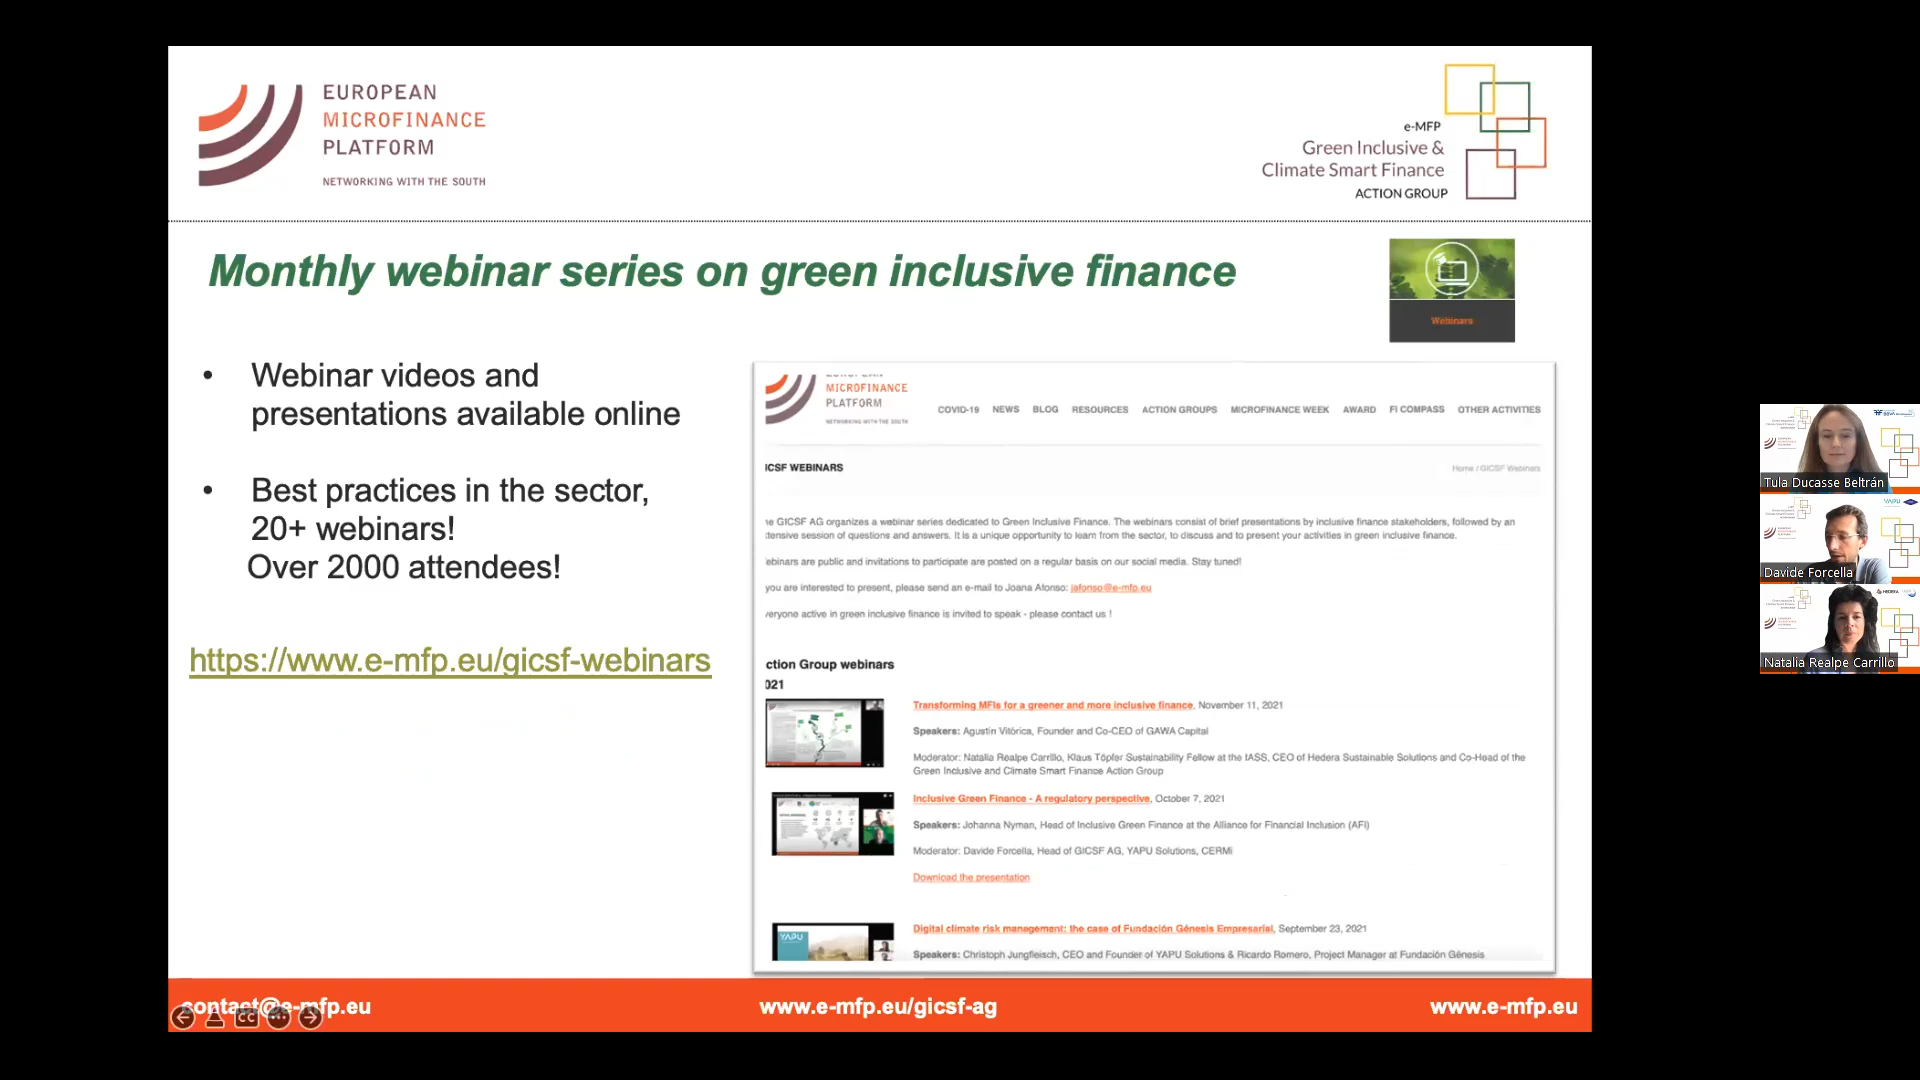 EUROPEAN
MICROFINANCE
PLATFORM
NETWORKING WITH THE SOUTH
e-MFP
Green Inclusive &
Climate Smart Finance
ACTION GROUP
Monthly webinar series on green inclusive finance
Webinars
• Webinar videos and
presentations available online
• Best practices in the sector,
20+ webinars!
Over 2000 attendees!
https://www.e-mfp.eu/gicsf-webinars
MICROFINANCE
PLATFORM
NETWORKING WITH THE SOUTH
COVID-19 NEWS BLOG RESOURCES ACTION GROUPS MICROFINANCE WEEK AWARD FI COMPASS OTHER ACTIVITIES
ICSF WEBINARS
Home / GICSF Webinars
e GICSF AG organizes a webinar series dedicated to Green Inclusive Finance. The webinars consist of brief presentations by inclusive finance stakeholders, followed by an
tensive session of questions and answers. It is a unique opportunity to learn from the sector, to discuss and to present your activities in green inclusive finance.
ebinars are public and invitations to participate are posted on a regular basis on our social media. Stay tuned!
you are interested to present, please send an e-mail to Joana Afonso: jafonso@e-mfp.eu
veryone active in green inclusive finance is invited to speak - please contact us !
ction Group webinars
021
Transforming MFIs for a greener and more inclusive finance, November 11, 2021
Speakers: Agustín Vitórica, Founder and Co-CEO of GAWA Capital
Moderator: Natalia Realpe Carrillo, Klaus Töpfer Sustainability Fellow at the IASS, CEO of Hedera Sustainable Solutions and Co-Head of the
Green Inclusive and Climate Smart Finance Action Group
Inclusive Green Finance - A regulatory perspective, October 7, 2021
Speakers: Johanna Nyman, Head of Inclusive Green Finance at the Alliance for Financial Inclusion (AFI)
Moderator: Davide Forcella, Head of GICSF AG, YAPU Solutions, CERMi
Download the presentation
YAPU
Digital climate risk management: the case of Fundación Génesis Empresarial, September 23, 2021
Speakers: Christoph Jungfleisch, CEO and Founder of YAPU Solutions & Ricardo Romero, Project Manager at Fundación Génesis
contact@e-mfp.eu
www.e-mfp.eu/gicsf-ag
www.e-mfp.eu
CC
Tula Ducasse Beltrán
YAPU
Davide Forcella
HEDERA
Natalia Realpe Carrillo